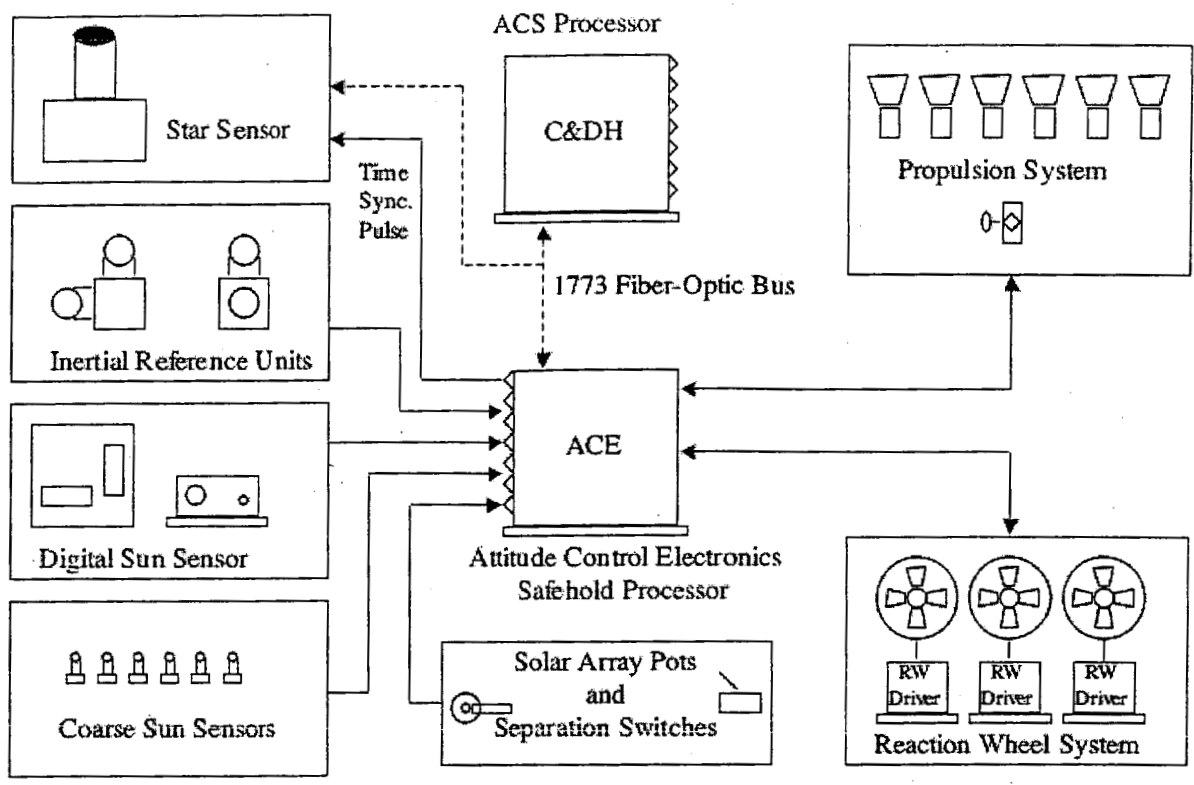 ACS Processor
C&DH
Star Sensor
Time
Sync.
Pulse
1773 Fiber-Optic Bus
Propulsion System
Inertial Reference Units
ACE
Digital Sun Sensor
Attitude Control Electronics
Safehold Processor
Coarse Sun Sensors
Solar Array Pots
and
Separation Switches
RW
Driver
RW
Driver
RW
Driver
Reaction Wheel System